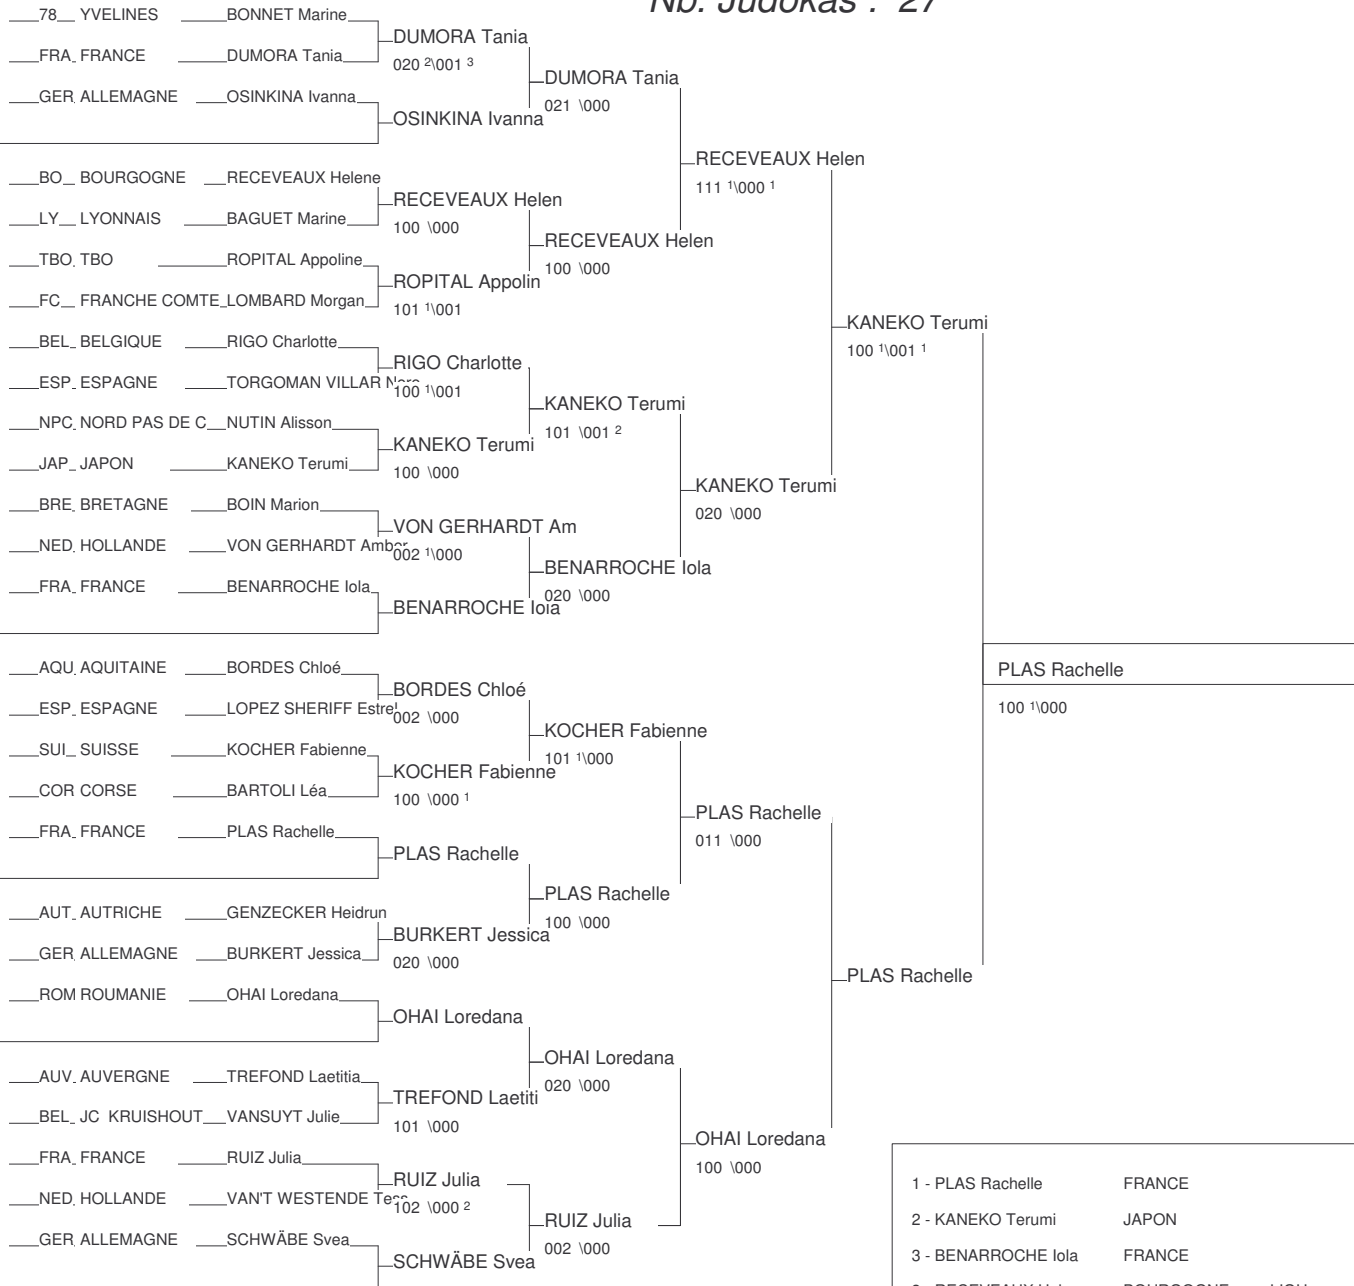 Nb. Judokas : 27
78 YVELINES BONNET Marine
DUMORA Tania
FRA FRANCE DUMORA Tania
020 2\001 3
DUMORA Tania
GER ALLEMAGNE OSINKINA Ivanna
021 \000
OSINKINA Ivanna
RECEVEAUX Helen
BO BOURGOGNE RECEVEAUX Helene
111 1\000 1
RECEVEAUX Helen
LY LYONNAIS BAGUET Marine
100 \000
RECEVEAUX Helen
TBO TBO ROPITAL Appoline
100 \000
ROPITAL Appolin
FC FRANCHE COMTE LOMBARD Morgan
101 1\001
KANEKO Terumi
BEL BELGIQUE RIGO Charlotte
100 1\001 1
RIGO Charlotte
ESP ESPAGNE TORGOMAN VILLAR
100 1\001
KANEKO Terumi
NPC NORD PAS DE C NUTIN Alisson
101 \001 2
KANEKO Terumi
JAP JAPON KANEKO Terumi
100 \000
KANEKO Terumi
BRE BRETAGNE BOIN Marion
020 \000
VON GERHARDT Am
NED HOLLANDE VON GERHARDT Amber
002 1\000
BENARROCHE Iola
FRA FRANCE BENARROCHE Iola
020 \000
BENARROCHE Iola
AQU AQUITAINE BORDES Chloé
PLAS Rachelle
BORDES Chloé
ESP ESPAGNE LOPEZ SHERIFF Estrel
100 1\000
002 \000
KOCHER Fabienne
SUI SUISSE KOCHER Fabienne
101 1\000
KOCHER Fabienne
COR CORSE BARTOLI Léa
100 \000 1
PLAS Rachelle
FRA FRANCE PLAS Rachelle
011 \000
PLAS Rachelle
PLAS Rachelle
AUT AUTRICHE GENZECKER Heidrun
100 \000
BURKERT Jessica
GER ALLEMAGNE BURKERT Jessica
020 \000
PLAS Rachelle
ROM ROUMANIE OHAI Loredana
OHAI Loredana
OHAI Loredana
AUV AUVERGNE TREFOND Laetitia
020 \000
TREFOND Laetiti
BEL JC KRUISHOUT VANSUYT Julie
101 \000
OHAI Loredana
FRA FRANCE RUIZ Julia
100 \000
RUIZ Julia
1 - PLAS Rachelle FRANCE
NED HOLLANDE VAN'T WESTENDE Tess
102 \000 2
RUIZ Julia
2 - KANEKO Terumi JAPON
GER ALLEMAGNE SCHWÄBE Svea
002 \000
3 - BENARROCHE Iola FRANCE
SCHWÄBE Svea